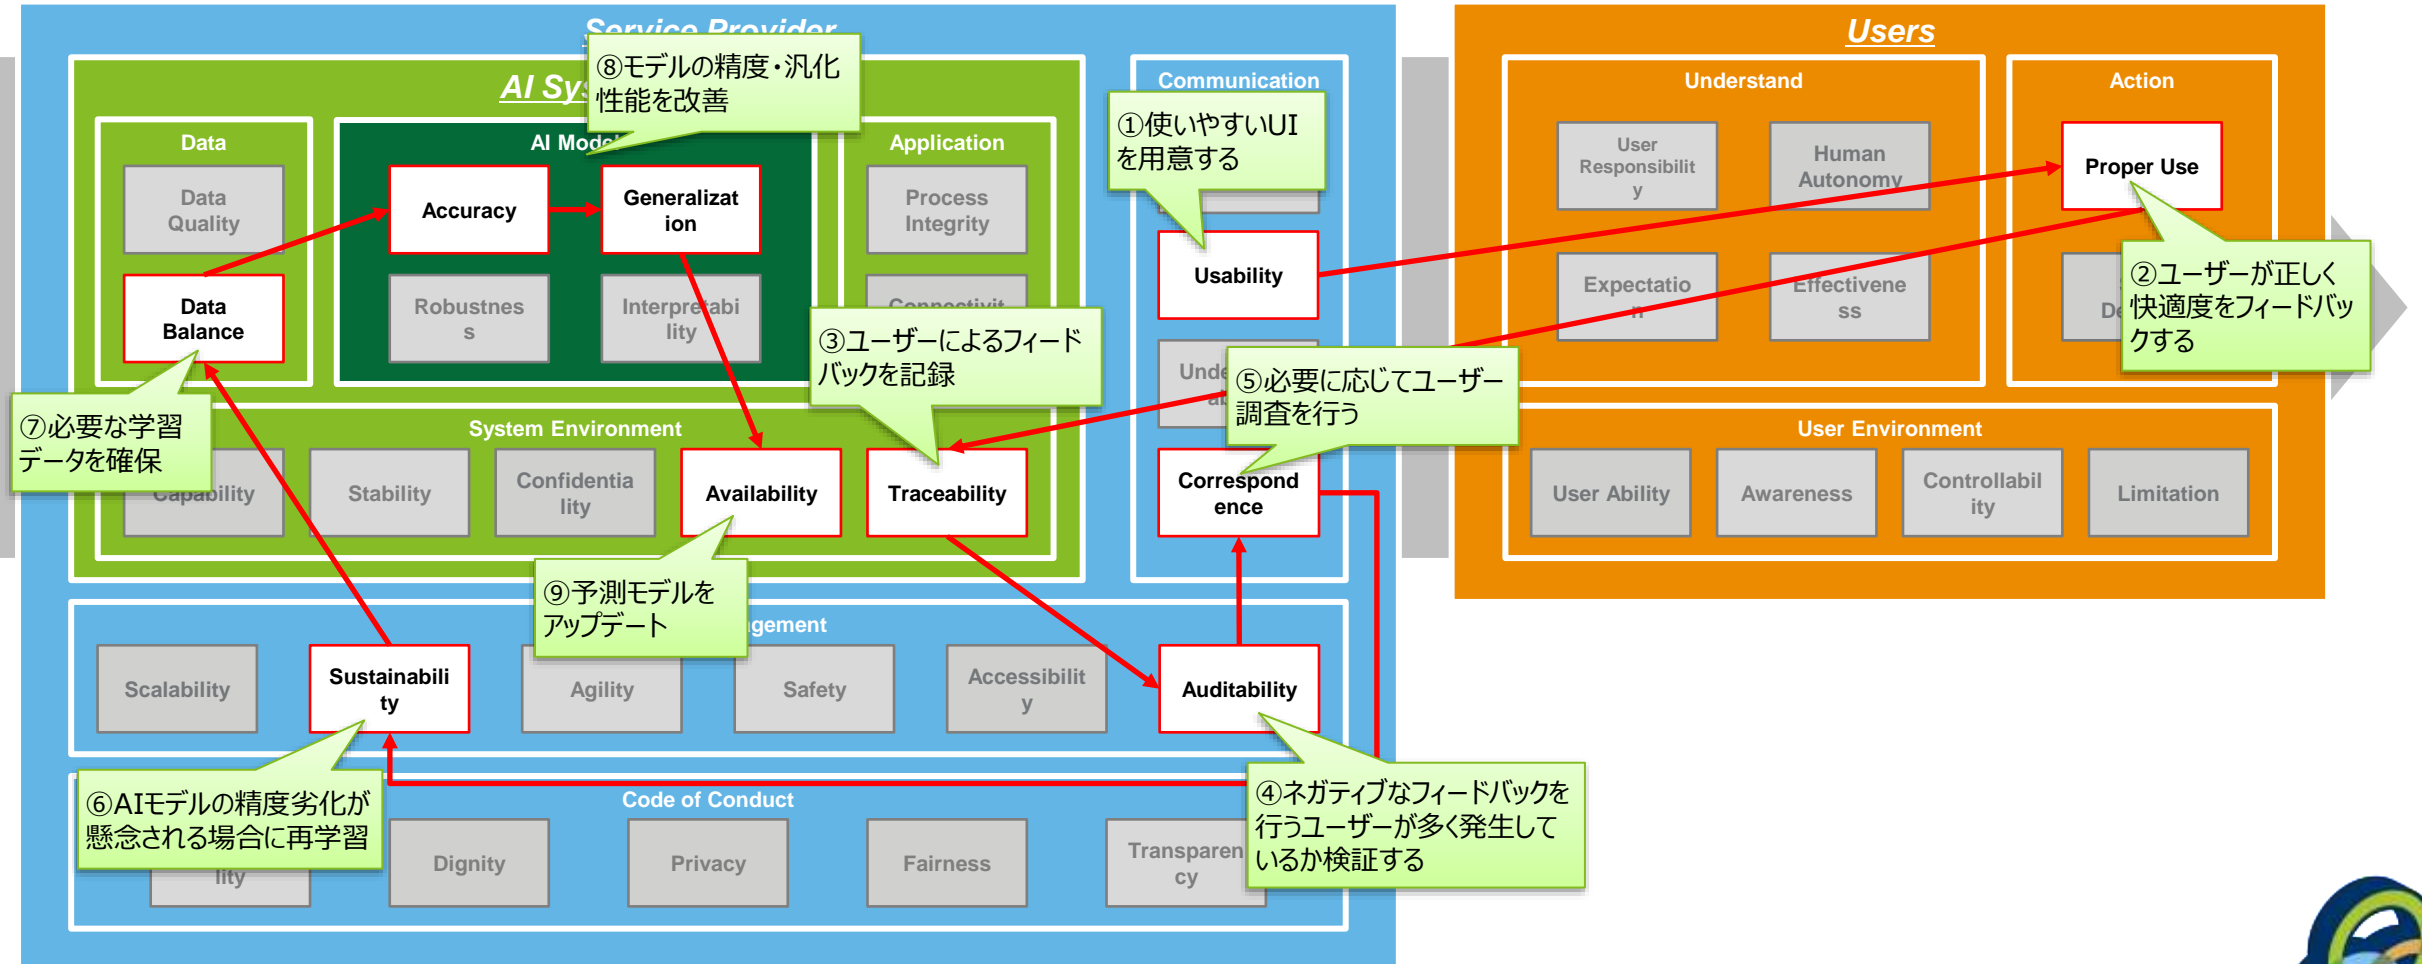 Service Provider
⑧モデルの精度・汎化
性能を改善
AI Sys
Data
Data
Quality
Data
Balance
AI Model
Accuracy
Generalizat
ion
Robustnes
s
Interpretabi
lity
Application
Process
Integrity
Connectivit
③ユーザーによるフィード
バックを記録
⑦必要な学習
データを確保
System Environment
Capability
Stability
Confidentia
lity
Availability
Traceability
⑨予測モデルを
アップデート
Communication
①使いやすいUI
を用意する
Usability
Unde
⑤必要に応じてユーザー
調査を行う
Correspond
ence
gement
Scalability
Sustainabili
ty
Agility
Safety
Accessibilit
y
Auditability
⑥AIモデルの精度劣化が
懸念される場合に再学習
④ネガティブなフィードバックを
行うユーザーが多く発生して
いるか検証する
Code of Conduct
lity
Dignity
Privacy
Fairness
Transparen
cy
Users
Understand
User
Responsibilit
y
Human
Autonomy
Expectatio
n
Effectivene
ss
Action
Proper Use
De
②ユーザーが正しく
快適度をフィードバッ
クする
User Environment
User Ability
Awareness
Controllabil
ity
Limitation